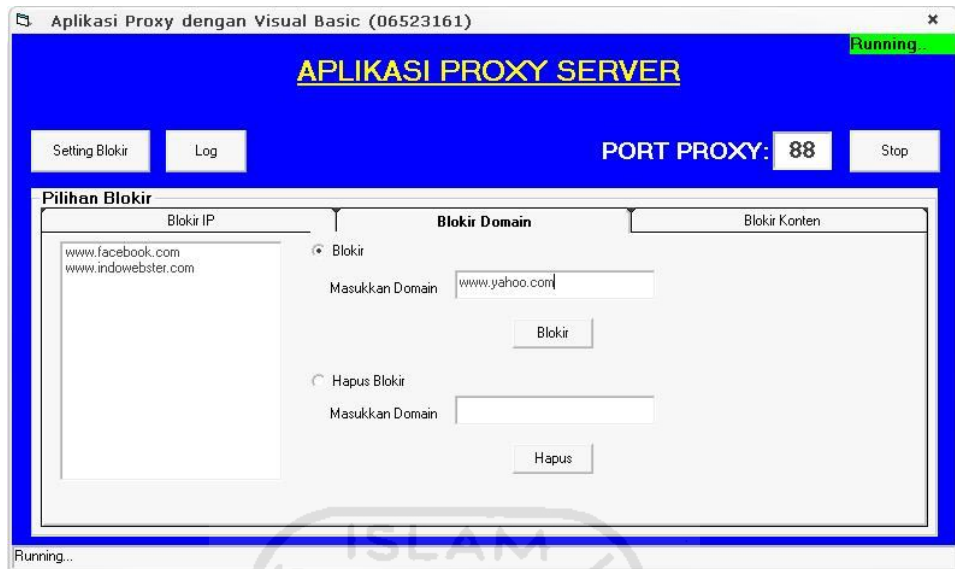 Aplikasi Proxy dengan Visual Basic (06523161)
Running..
APLIKASI PROXY SERVER
Setting Blokir
Log
PORT PROXY: 88
Stop
Pilihan Blokir
Blokir IP
Blokir Domain
Blokir Konten
www.facebook.com
www.indowebster.com
Blokir
Masukkan Domain
www.yahoo.com
Blokir
Hapus Blokir
Masukkan Domain
Hapus
Running...
ISLAM